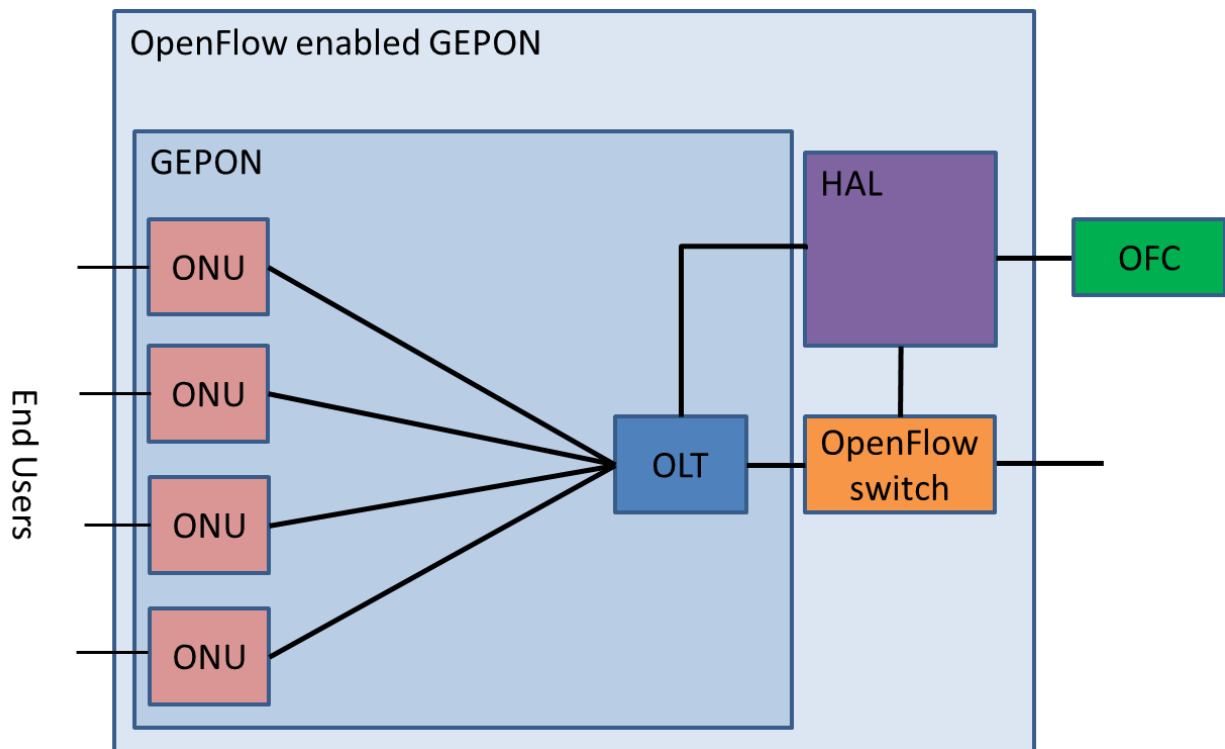 OpenFlow enabled GEPON
GEPON
HAL
ONU
OFC
ONU
End Users
OLT
OpenFlow
switch
ONU
ONU